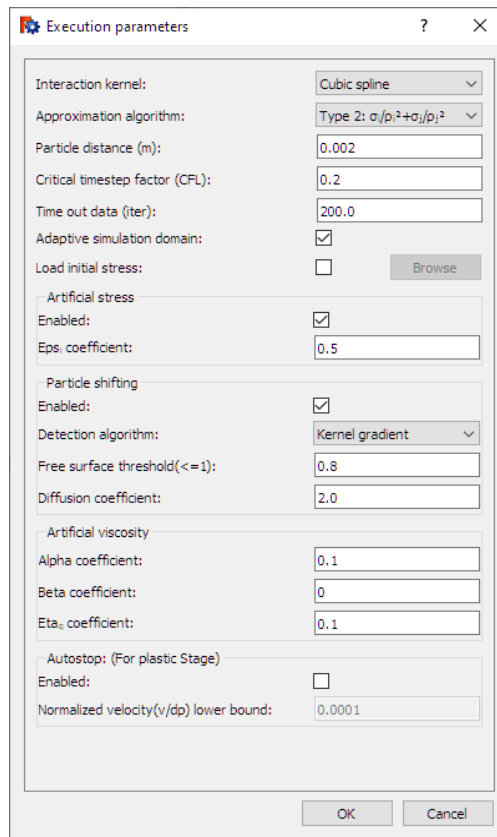 Execution parameters
Interaction kernel: Cubic spline
Approximation algorithm: Type 2: σᵢ/ρᵢ²+σⱼ/ρⱼ²
Particle distance (m): 0.002
Critical timestep factor (CFL): 0.2
Time out data (iter): 200.0
Adaptive simulation domain:
Load initial stress: Browse
Artificial stress
Enabled:
Epsᵢ coefficient: 0.5
Particle shifting
Enabled:
Detection algorithm: Kernel gradient
Free surface threshold(<=1): 0.8
Diffusion coefficient: 2.0
Artificial viscosity
Alpha coefficient: 0.1
Beta coefficient: 0
Eta꜀ coefficient: 0.1
Autostop: (For plastic Stage)
Enabled:
Normalized velocity(v/dp) lower bound: 0.0001
OK Cancel